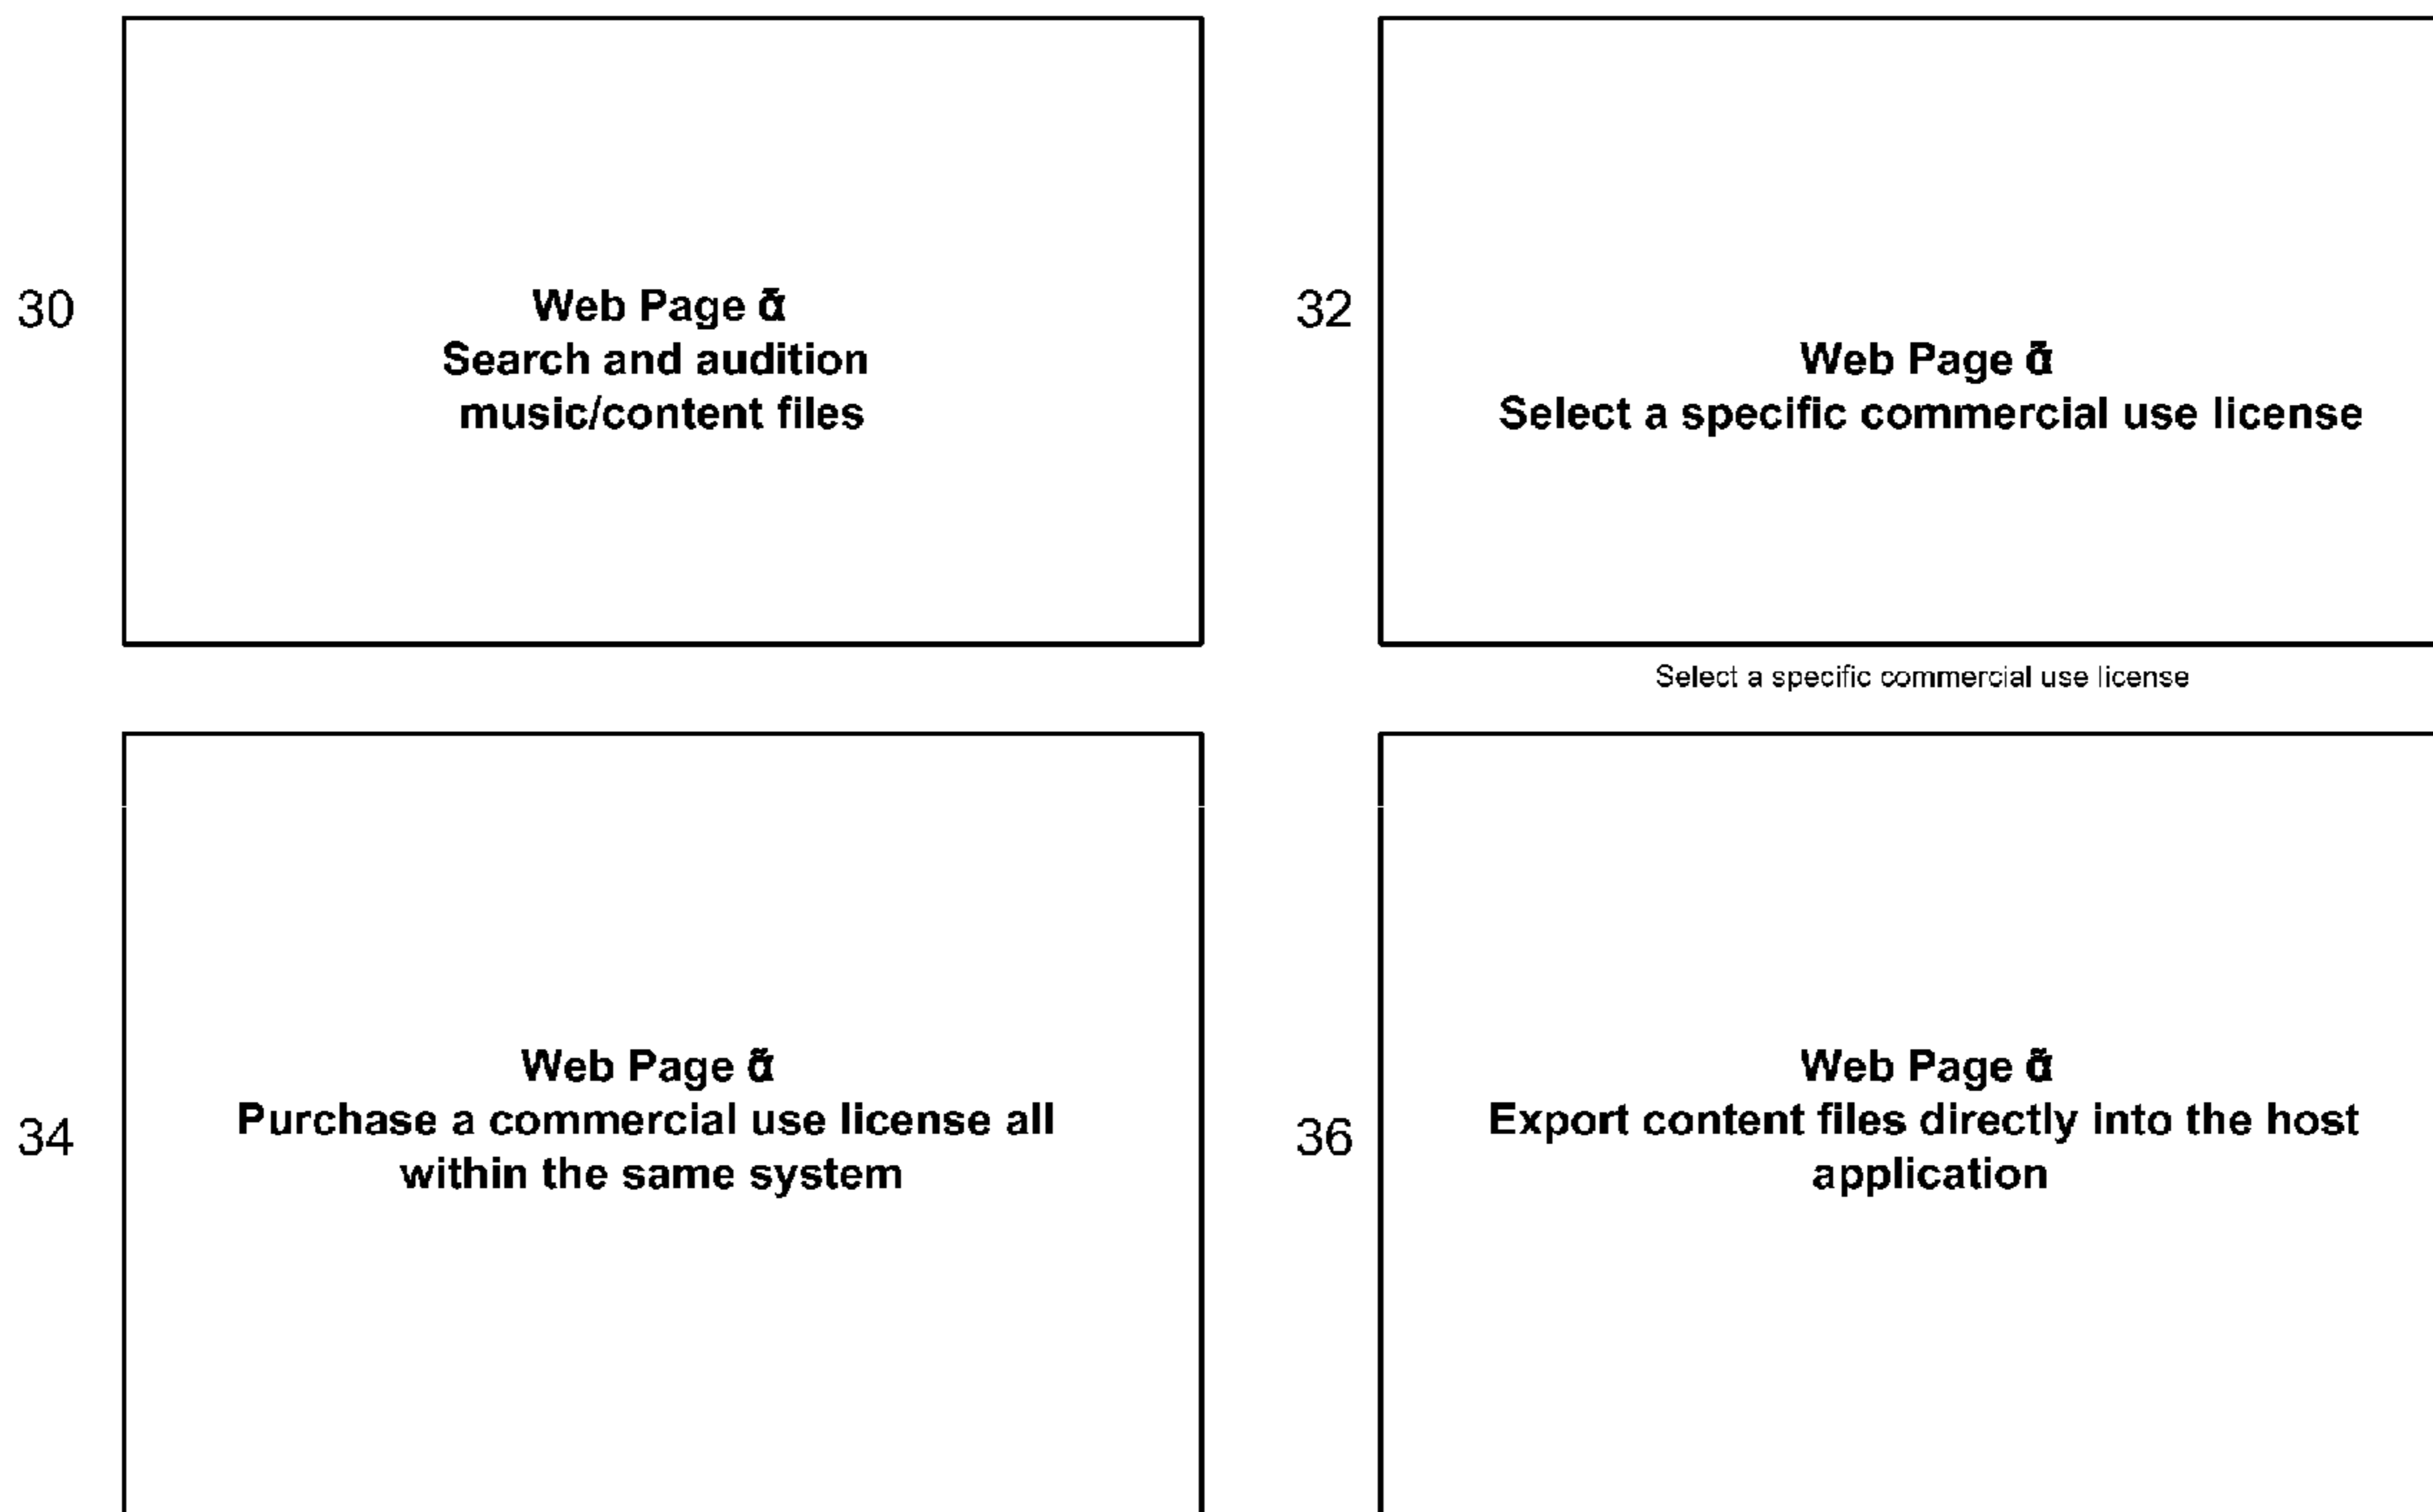 30
Web Page
Search and audition
music/content files
32
Web Page
Select a specific commercial use license
Select a specific commercial use license
34
Web Page
Purchase a commercial use license all
within the same system
36
Web Page
Export content files directly into the host
application